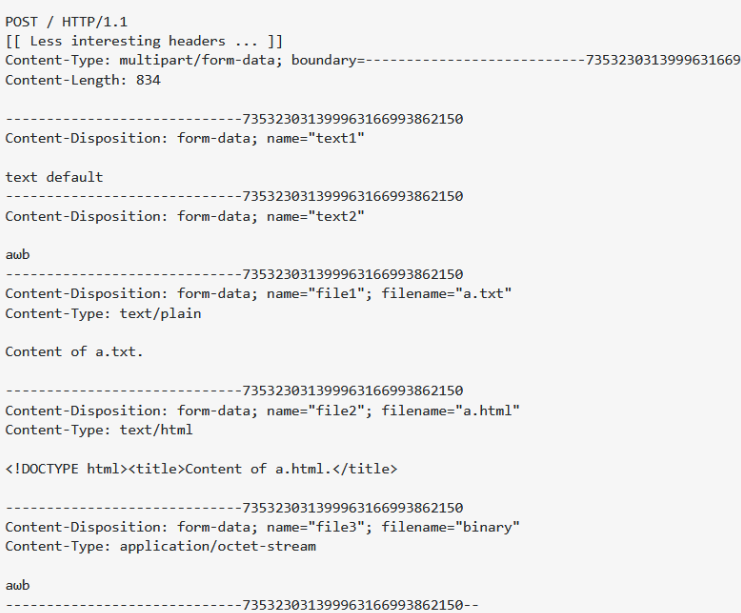 POST / HTTP/1.1
[[ Less interesting headers ... ]]
Content-Type: multipart/form-data; boundary=---------------------------7353230313999631669
Content-Length: 834
-----------------------------735323031399963166993862150
Content-Disposition: form-data; name="text1"
text default
-----------------------------735323031399963166993862150
Content-Disposition: form-data; name="text2"
awb
-----------------------------735323031399963166993862150
Content-Disposition: form-data; name="file1"; filename="a.txt"
Content-Type: text/plain
Content of a.txt.
-----------------------------735323031399963166993862150
Content-Disposition: form-data; name="file2"; filename="a.html"
Content-Type: text/html
<!DOCTYPE html><title>Content of a.html.</title>
-----------------------------735323031399963166993862150
Content-Disposition: form-data; name="file3"; filename="binary"
Content-Type: application/octet-stream
awb
-----------------------------735323031399963166993862150--